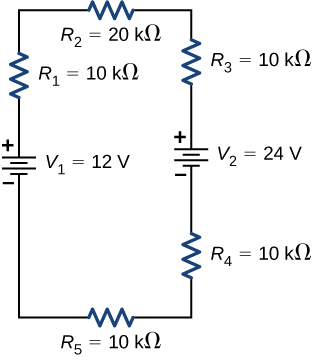 R₂ = 20 kΩ
R₁ = 10 kΩ
R₃ = 10 kΩ
+
V₁ = 12 V
−
+
V₂ = 24 V
−
R₄ = 10 kΩ
R₅ = 10 kΩ